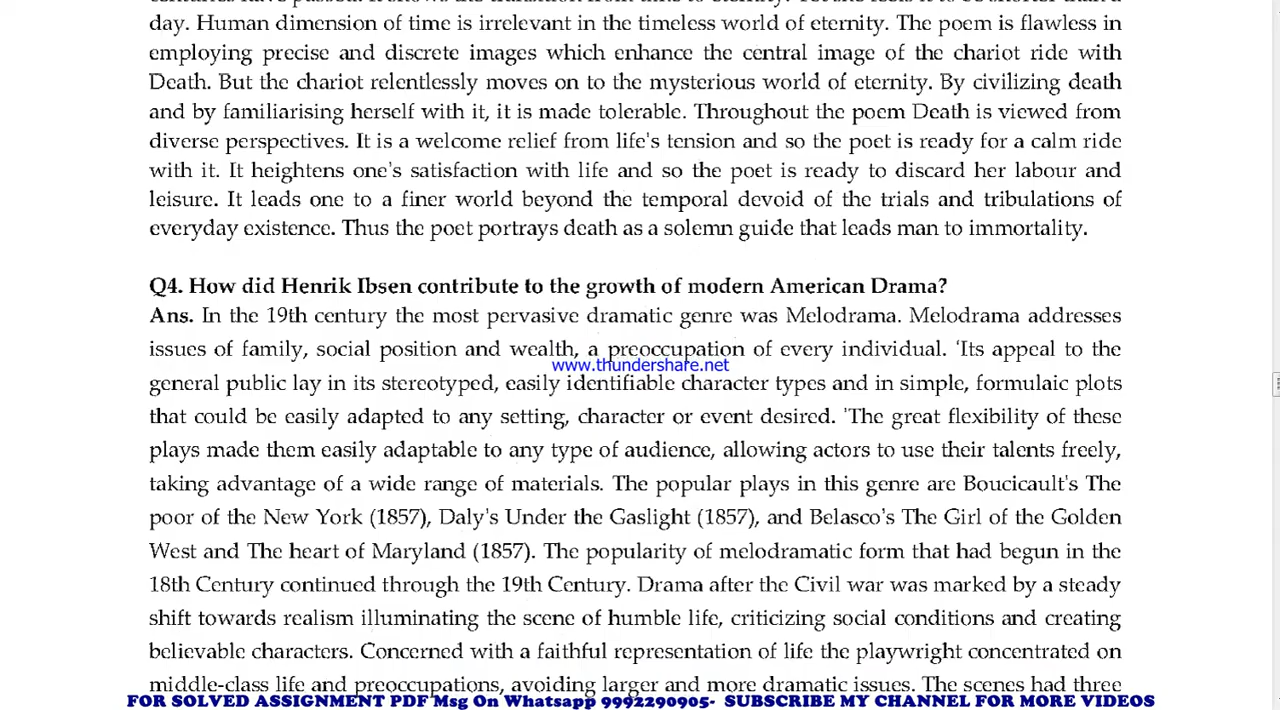 day. Human dimension of time is irrelevant in the timeless world of eternity. The poem is flawless in
employing precise and discrete images which enhance the central image of the chariot ride with
Death. But the chariot relentlessly moves on to the mysterious world of eternity. By civilizing death
and by familiarising herself with it, it is made tolerable. Throughout the poem Death is viewed from
diverse perspectives. It is a welcome relief from life's tension and so the poet is ready for a calm ride
with it. It heightens one's satisfaction with life and so the poet is ready to discard her labour and
leisure. It leads one to a finer world beyond the temporal devoid of the trials and tribulations of
everyday existence. Thus the poet portrays death as a solemn guide that leads man to immortality.
Q4. How did Henrik Ibsen contribute to the growth of modern American Drama?
Ans. In the 19th century the most pervasive dramatic genre was Melodrama. Melodrama addresses
issues of family, social position and wealth, a preoccupation of every individual. 'Its appeal to the
www.thundershare.net
general public lay in its stereotyped, easily identifiable character types and in simple, formulaic plots
that could be easily adapted to any setting, character or event desired. 'The great flexibility of these
plays made them easily adaptable to any type of audience, allowing actors to use their talents freely,
taking advantage of a wide range of materials. The popular plays in this genre are Boucicault's The
poor of the New York (1857), Daly's Under the Gaslight (1857), and Belasco's The Girl of the Golden
West and The heart of Maryland (1857). The popularity of melodramatic form that had begun in the
18th Century continued through the 19th Century. Drama after the Civil war was marked by a steady
shift towards realism illuminating the scene of humble life, criticizing social conditions and creating
believable characters. Concerned with a faithful representation of life the playwright concentrated on
middle-class life and preoccupations, avoiding larger and more dramatic issues. The scenes had three
FOR SOLVED ASSIGNMENT PDF Msg On Whatsapp 9992290905- SUBSCRIBE MY CHANNEL FOR MORE VIDEOS